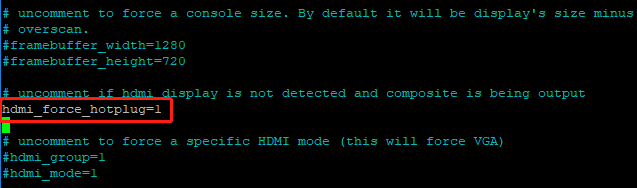 # uncomment to force a console size. By default it will be display's size minus
# overscan.
#framebuffer_width=1280
#framebuffer_height=720
# uncomment if hdmi display is not detected and composite is being output
hdmi_force_hotplug=1
# uncomment to force a specific HDMI mode (this will force VGA)
#hdmi_group=1
#hdmi_mode=1